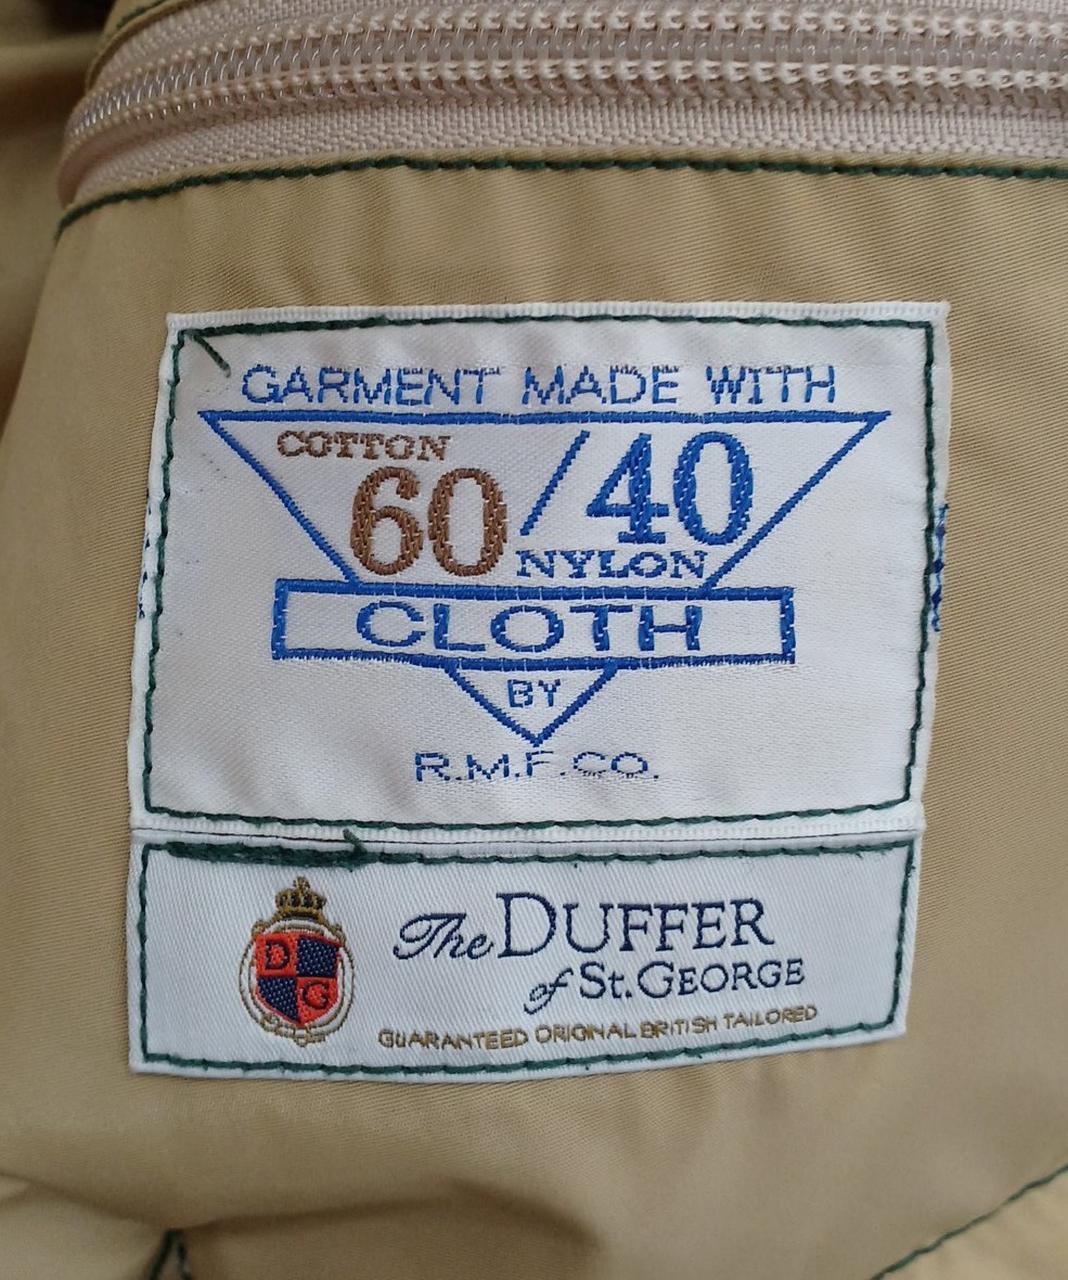 GARMENT MADE WITH
COTTON
60/40
NYLON
CLOTH
BY
R.M.F.CO.
D
G
The DUFFER
of St.GEORGE
GUARANTEED ORIGINAL BRITISH TAILORED